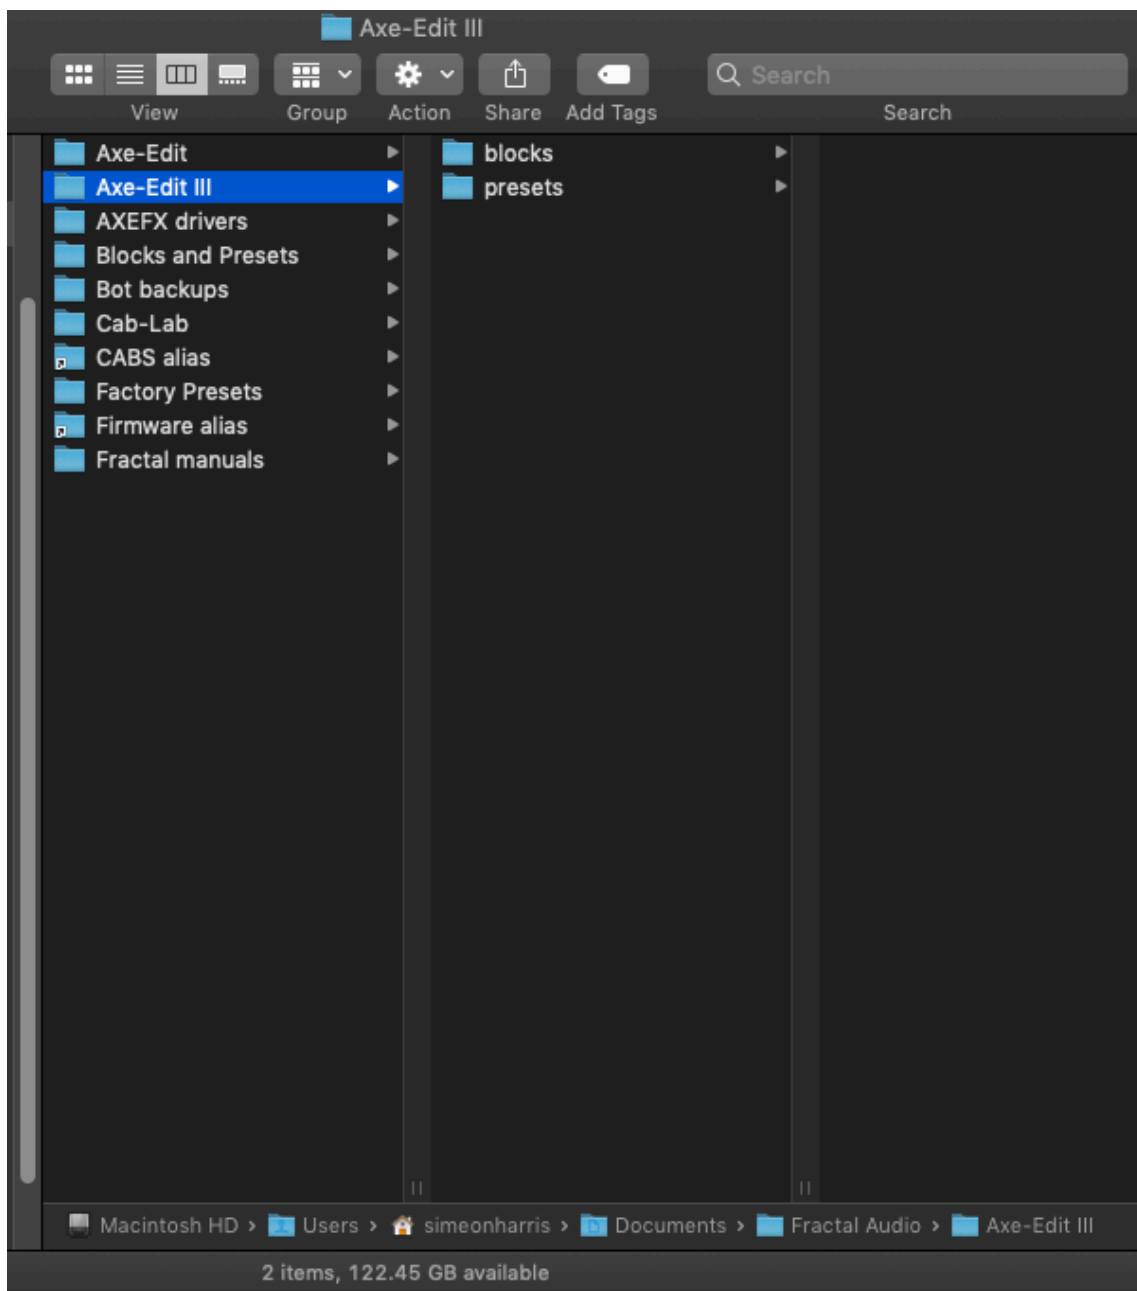 Axe-Edit III
Search
View Group Action Share Add Tags Search
Axe-Edit
Axe-Edit III
AXEFX drivers
Blocks and Presets
Bot backups
Cab-Lab
CABS alias
Factory Presets
Firmware alias
Fractal manuals
blocks
presets
Macintosh HD › Users › simeonharris › Documents › Fractal Audio › Axe-Edit III
2 items, 122.45 GB available